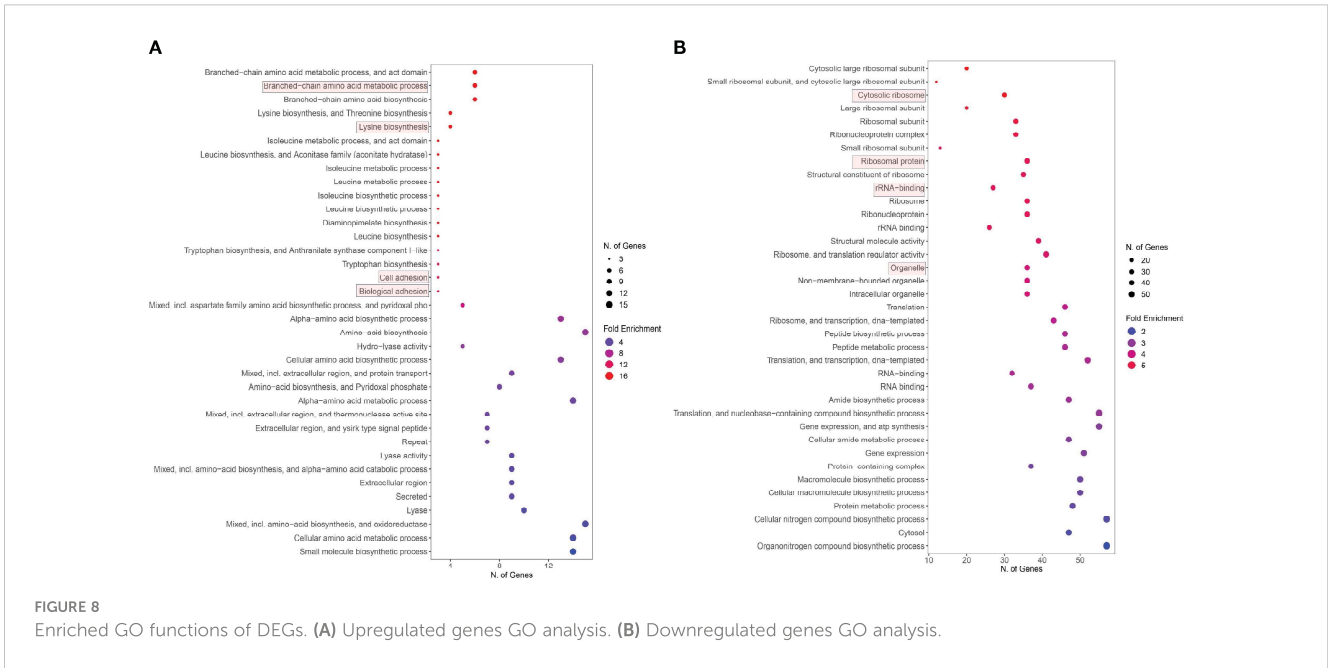 A
Branched-chain amino acid metabolic process, and act domain
Branched-chain amino acid metabolic process
Branched-chain amino acid biosynthesis
Lysine biosynthesis, and Threonine biosynthesis
Lysine biosynthesis
Isoleucine metabolic process, and act domain
Leucine biosynthesis, and Aconitase family (aconitate hydratase)
Isoleucine metabolic process
Leucine metabolic process
Isoleucine biosynthetic process
Leucine biosynthetic process
Diaminopimelate biosynthesis
Leucine biosynthesis
Tryptophan biosynthesis, and Anthranilate synthase component I-like
Tryptophan biosynthesis
Cell adhesion
Biological adhesion
Mixed, incl. aspartate family amino acid biosynthetic process, and pyridoxal pho
Alpha-amino acid biosynthetic process
Amino-acid biosynthesis
Hydro-lyase activity
Cellular amino acid biosynthetic process
Mixed, incl. extracellular region, and protein transport
Amino-acid biosynthesis, and Pyridoxal phosphate
Alpha-amino acid metabolic process
Mixed, incl. extracellular region, and thermonuclease active site
Extracellular region, and ysirk type signal peptide
Repeat
Lyase activity
Mixed, incl. amino-acid biosynthesis, and alpha-amino acid catabolic process
Extracellular region
Secreted
Lyase
Mixed, incl. amino-acid biosynthesis, and oxidoreductase
Cellular amino acid metabolic process
Small molecule biosynthetic process
4 8 12
N. of Genes
N. of Genes
3
6
9
12
15
Fold Enrichment
4
8
12
16
B
Cytosolic large ribosomal subunit
Small ribosomal subunit, and cytosolic large ribosomal subunit
Cytosolic ribosome
Large ribosomal subunit
Ribosomal subunit
Ribonucleoprotein complex
Small ribosomal subunit
Ribosomal protein
Structural constituent of ribosome
rRNA-binding
Ribosome
Ribonucleoprotein
rRNA binding
Structural molecule activity
Ribosome, and translation regulator activity
Organelle
Non-membrane-bounded organelle
Intracellular organelle
Translation
Ribosome, and transcription, dna-templated
Peptide biosynthetic process
Peptide metabolic process
Translation, and transcription, dna-templated
RNA-binding
RNA binding
Amide biosynthetic process
Translation, and nucleobase-containing compound biosynthetic process
Gene expression, and atp synthesis
Cellular amide metabolic process
Gene expression
Protein-containing complex
Macromolecule biosynthetic process
Cellular macromolecule biosynthetic process
Protein metabolic process
Cellular nitrogen compound biosynthetic process
Cytosol
Organonitrogen compound biosynthetic process
10 20 30 40 50
N. of Genes
N. of Genes
20
30
40
50
Fold Enrichment
2
3
4
5
FIGURE 8
Enriched GO functions of DEGs. (A) Upregulated genes GO analysis. (B) Downregulated genes GO analysis.